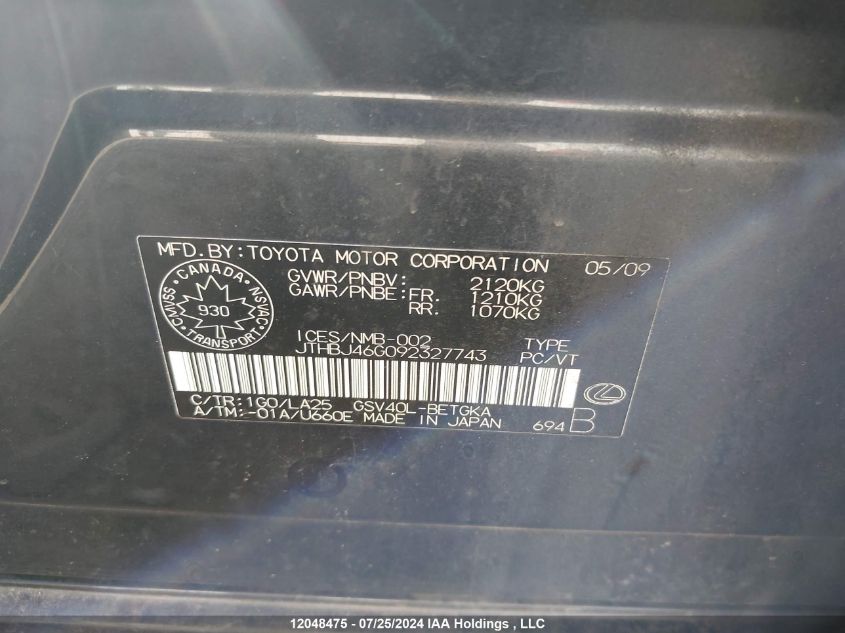 MFD.BY:TOYOTA MOTOR CORPORATION 05/09
GVWR/PNBV: 2120KG
GAWR/PNBE:FR. 1210KG
RR. 1070KG
CANADA
CMVSS NSVAC
930
TRANSPORT
ICES/NMB-002 TYPE
JTHBJ46G092327743 PC/VT
C/TR:1G0/LA25 GSV40L-BETGKA
A/TM:-01A/U660E MADE IN JAPAN 694 B
12048475 - 07/25/2024 IAA Holdings , LLC